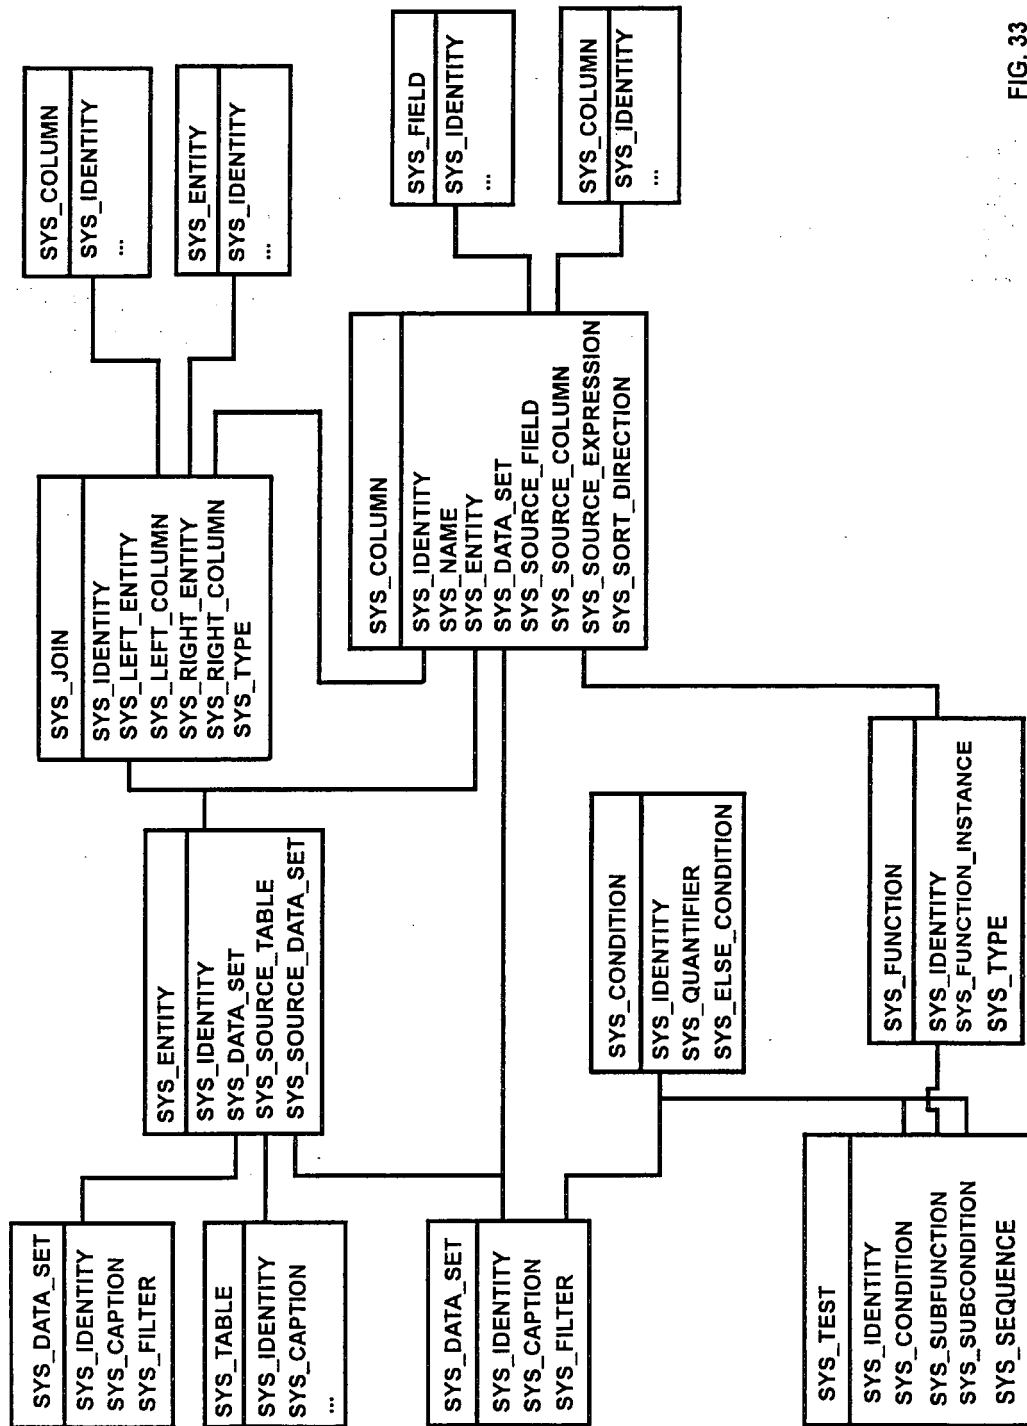 SYS_DATA_SET
SYS_IDENTITY
SYS_CAPTION
SYS_FILTER
SYS_TABLE
SYS_IDENTITY
SYS_CAPTION
...
SYS_ENTITY
SYS_IDENTITY
SYS_DATA_SET
SYS_SOURCE_TABLE
SYS_SOURCE_DATA_SET
SYS_JOIN
SYS_IDENTITY
SYS_LEFT_ENTITY
SYS_LEFT_COLUMN
SYS_RIGHT_ENTITY
SYS_RIGHT_COLUMN
SYS_TYPE
SYS_COLUMN
SYS_IDENTITY
...
SYS_ENTITY
SYS_IDENTITY
...
SYS_DATA_SET
SYS_IDENTITY
SYS_CAPTION
SYS_FILTER
SYS_CONDITION
SYS_IDENTITY
SYS_QUANTIFIER
SYS_ELSE_CONDITION
SYS_COLUMN
SYS_IDENTITY
SYS_NAME
SYS_ENTITY
SYS_DATA_SET
SYS_SOURCE_FIELD
SYS_SOURCE_COLUMN
SYS_SOURCE_EXPRESSION
SYS_SORT_DIRECTION
SYS_FIELD
SYS_IDENTITY
...
SYS_COLUMN
SYS_IDENTITY
...
SYS_TEST
SYS_IDENTITY
SYS_CONDITION
SYS_SUBFUNCTION
SYS_SUBCONDITION
SYS_SEQUENCE
SYS_FUNCTION
SYS_IDENTITY
SYS_FUNCTION_INSTANCE
SYS_TYPE
FIG. 33